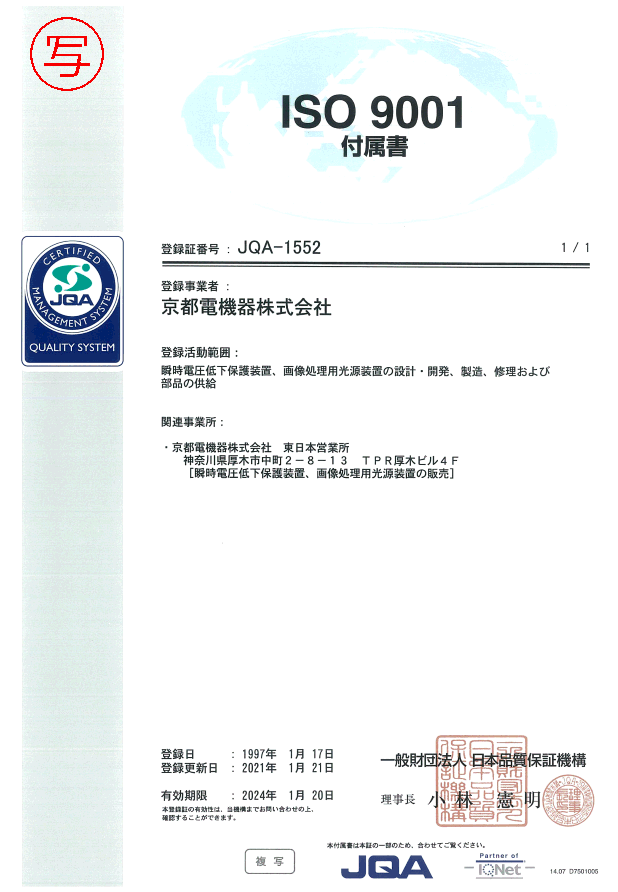 写
ISO 9001
付属書
登録証番号 : JQA-1552
1 / 1
CERTIFIED
JQA
MANAGEMENT SYSTEM
QUALITY SYSTEM
登録事業者 :
京都電機器株式会社
登録活動範囲 :
瞬時電圧低下保護装置、画像処理用光源装置の設計・開発、製造、修理および
部品の供給
関連事業所 :
・京都電機器株式会社 東日本営業所
神奈川県厚木市中町2-8-13 TPR厚木ビル4F
[瞬時電圧低下保護装置、画像処理用光源装置の販売]
登録日 : 1997年 1月 17日
登録更新日 : 2021年 1月 21日
有効期限 : 2024年 1月 20日
本登録証の有効性は、当機構までお問い合わせの上、
確認することができます。
一般財団法人 日本品質保証機構
理事長 小林 憲明
本付属書は本証の一部のため、合わせてご覧ください。
複写
JQA
Partner of
IQNet
14.07 D7501005